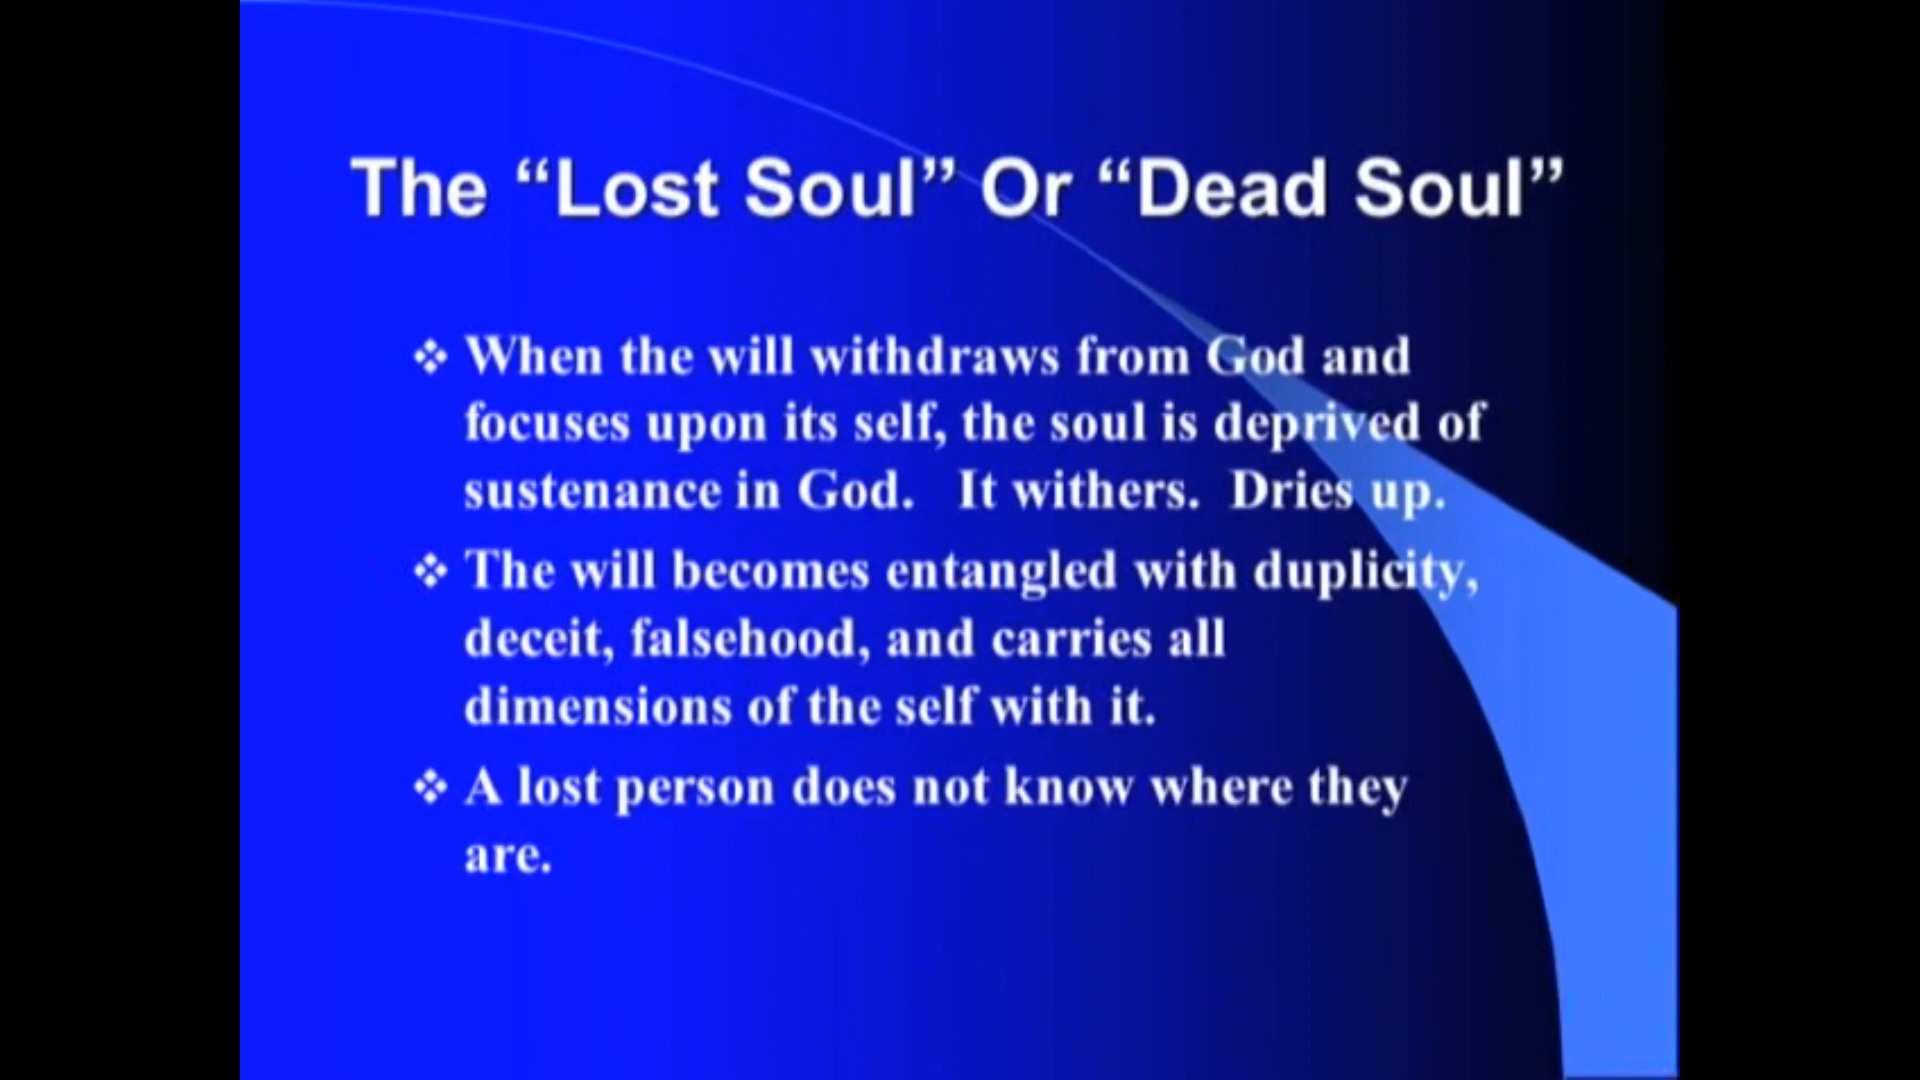 The “Lost Soul” Or “Dead Soul”
❖ When the will withdraws from God and
focuses upon its self, the soul is deprived of
sustenance in God.   It withers.  Dries up.
❖ The will becomes entangled with duplicity,
deceit, falsehood, and carries all
dimensions of the self with it.
❖ A lost person does not know where they
are.